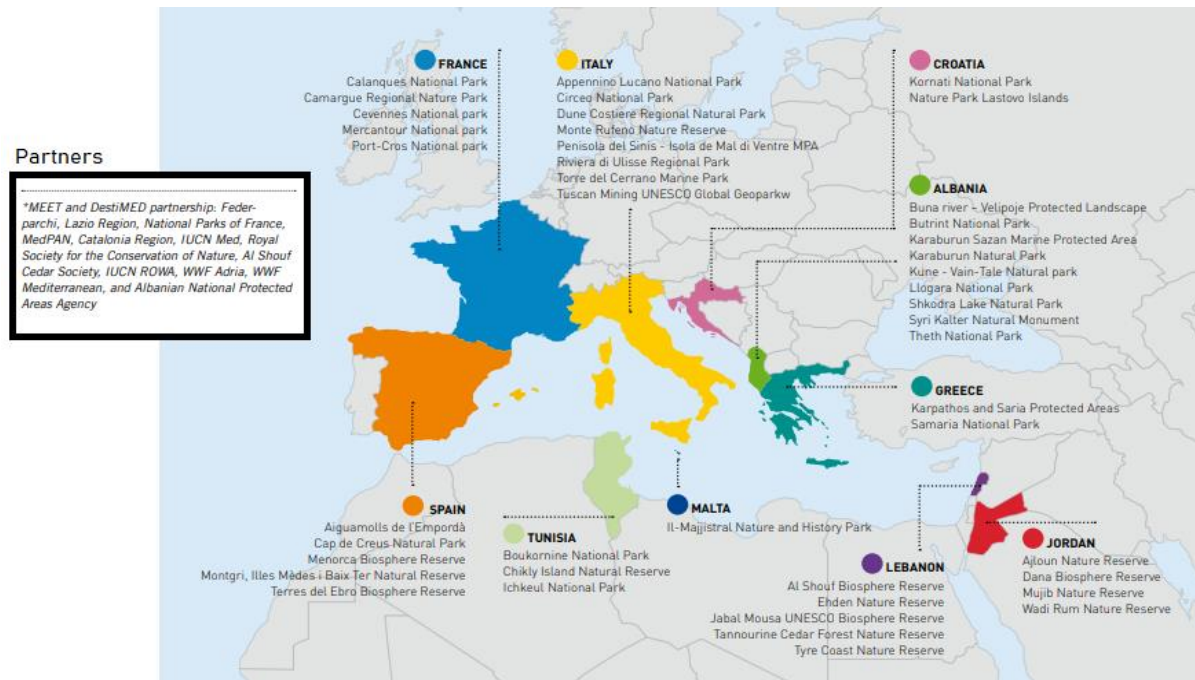 Partners
*MEET and DestiMED partnership: Feder-
parchi, Lazio Region, National Parks of France,
MedPAN, Catalonia Region, IUCN Med, Royal
Society for the Conservation of Nature, Al Shouf
Cedar Society, IUCN ROWA, WWF Adria, WWF
Mediterranean, and Albanian National Protected
Areas Agency
FRANCE
Calanques National Park
Camargue Regional Nature Park
Cevennes National park
Mercantour National park
Port-Cros National park
ITALY
Appennino Lucano National Park
Circeo National Park
Dune Costiere Regional Natural Park
Monte Rufeno Nature Reserve
Penisola del Sinis - Isola de Mal di Ventre MPA
Riviera di Ulisse Regional Park
Torre del Cerrano Marine Park
Tuscan Mining UNESCO Global Geoparkw
CROATIA
Kornati National Park
Nature Park Lastovo Islands
ALBANIA
Buna river – Velipoje Protected Landscape
Butrint National Park
Karaburun Sazan Marine Protected Area
Karaburun Natural Park
Kune - Vain-Tale Natural park
Llogara National Park
Shkodra Lake Natural Park
Syri Kalter Natural Monument
Theth National Park
GREECE
Karpathos and Saria Protected Areas
Samaria National Park
SPAIN
Aiguamolls de l'Empordà
Cap de Creus Natural Park
Menorca Biosphere Reserve
Montgri, Illes Mèdes i Baix Ter Natural Reserve
Terres del Ebro Biosphere Reserve
TUNISIA
Boukornine National Park
Chikly Island Natural Reserve
Ichkeul National Park
MALTA
Il-Majjistral Nature and History Park
LEBANON
Al Shouf Biosphere Reserve
Ehden Nature Reserve
Jabal Mousa UNESCO Biosphere Reserve
Tannourine Cedar Forest Nature Reserve
Tyre Coast Nature Reserve
JORDAN
Ajloun Nature Reserve
Dana Biosphere Reserve
Mujib Nature Reserve
Wadi Rum Nature Reserve